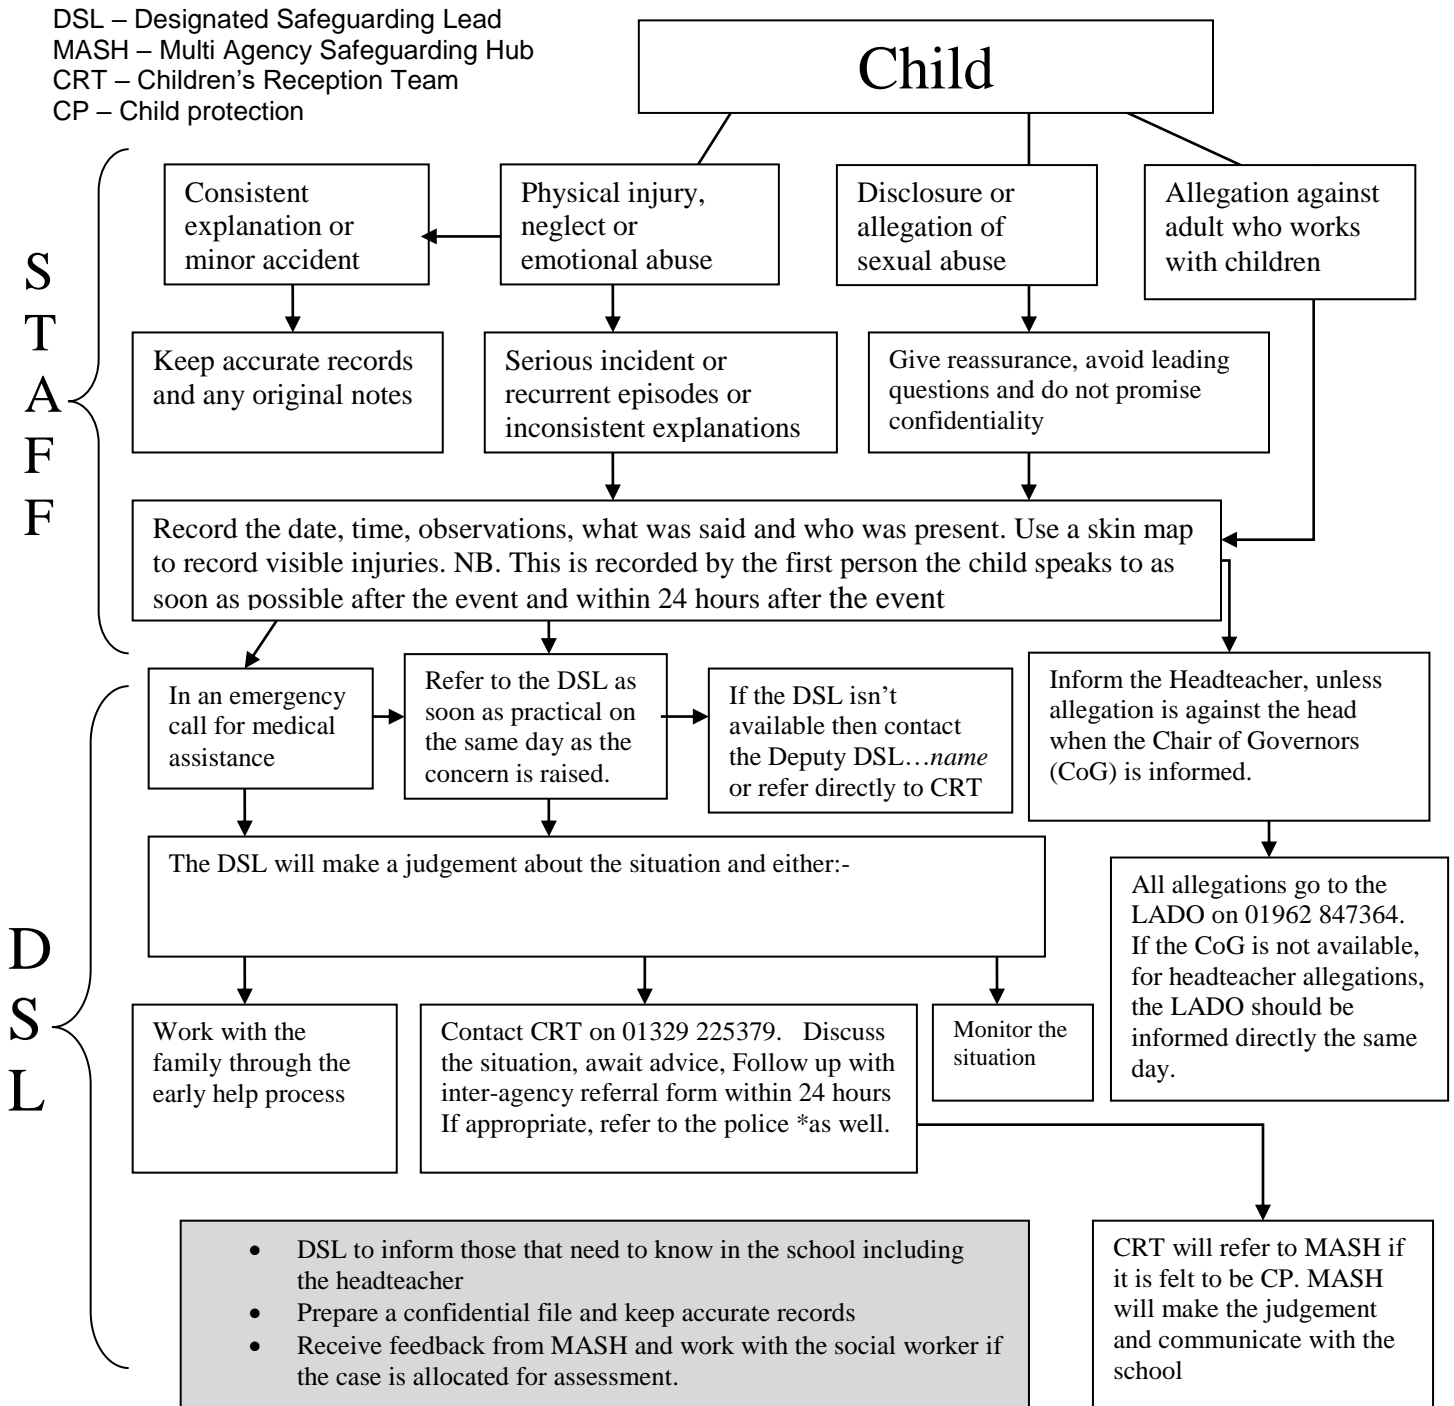 DSL – Designated Safeguarding Lead
MASH – Multi Agency Safeguarding Hub
CRT – Children's Reception Team
CP – Child protection
Child
S
T
A
F
F
Consistent
explanation or
minor accident
Physical injury,
neglect or
emotional abuse
Disclosure or
allegation of
sexual abuse
Allegation against
adult who works
with children
Keep accurate records
and any original notes
Serious incident or
recurrent episodes or
inconsistent explanations
Give reassurance, avoid leading
questions and do not promise
confidentiality
Record the date, time, observations, what was said and who was present. Use a skin map
to record visible injuries. NB. This is recorded by the first person the child speaks to as
soon as possible after the event and within 24 hours after the event
D
S
L
In an emergency
call for medical
assistance
Refer to the DSL as
soon as practical on
the same day as the
concern is raised.
If the DSL isn't
available then contact
the Deputy DSL…name
or refer directly to CRT
Inform the Headteacher, unless
allegation is against the head
when the Chair of Governors
(CoG) is informed.
The DSL will make a judgement about the situation and either:-
All allegations go to the
LADO on 01962 847364.
If the CoG is not available,
for headteacher allegations,
the LADO should be
informed directly the same
day.
Work with the
family through the
early help process
Contact CRT on 01329 225379. Discuss
the situation, await advice, Follow up with
inter-agency referral form within 24 hours
If appropriate, refer to the police *as well.
Monitor the
situation
• DSL to inform those that need to know in the school including
the headteacher
• Prepare a confidential file and keep accurate records
• Receive feedback from MASH and work with the social worker if
the case is allocated for assessment.
CRT will refer to MASH if
it is felt to be CP. MASH
will make the judgement
and communicate with the
school